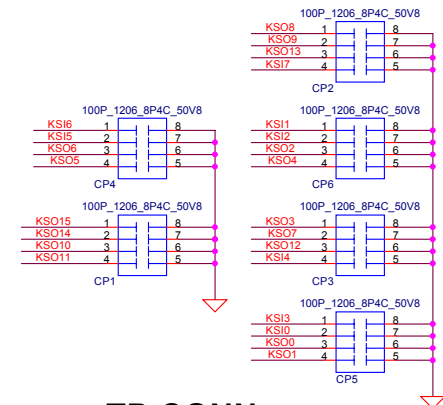 100P_1206_8P4C_50V8
KSO8 1 8
KSO9 2 7
KSO13 3 6
KSI7 4 5
CP2
100P_1206_8P4C_50V8
KSI6 1 8
KSI5 2 7
KSO6 3 6
KSO5 4 5
CP4
100P_1206_8P4C_50V8
KSI1 1 8
KSI2 2 7
KSO2 3 6
KSO4 4 5
CP6
100P_1206_8P4C_50V8
KSO15 1 8
KSO14 2 7
KSO10 3 6
KSO11 4 5
CP1
100P_1206_8P4C_50V8
KSO3 1 8
KSO7 2 7
KSO12 3 6
KSI4 4 5
CP3
100P_1206_8P4C_50V8
KSI3 1 8
KSI0 2 7
KSO0 3 6
KSO1 4 5
CP5